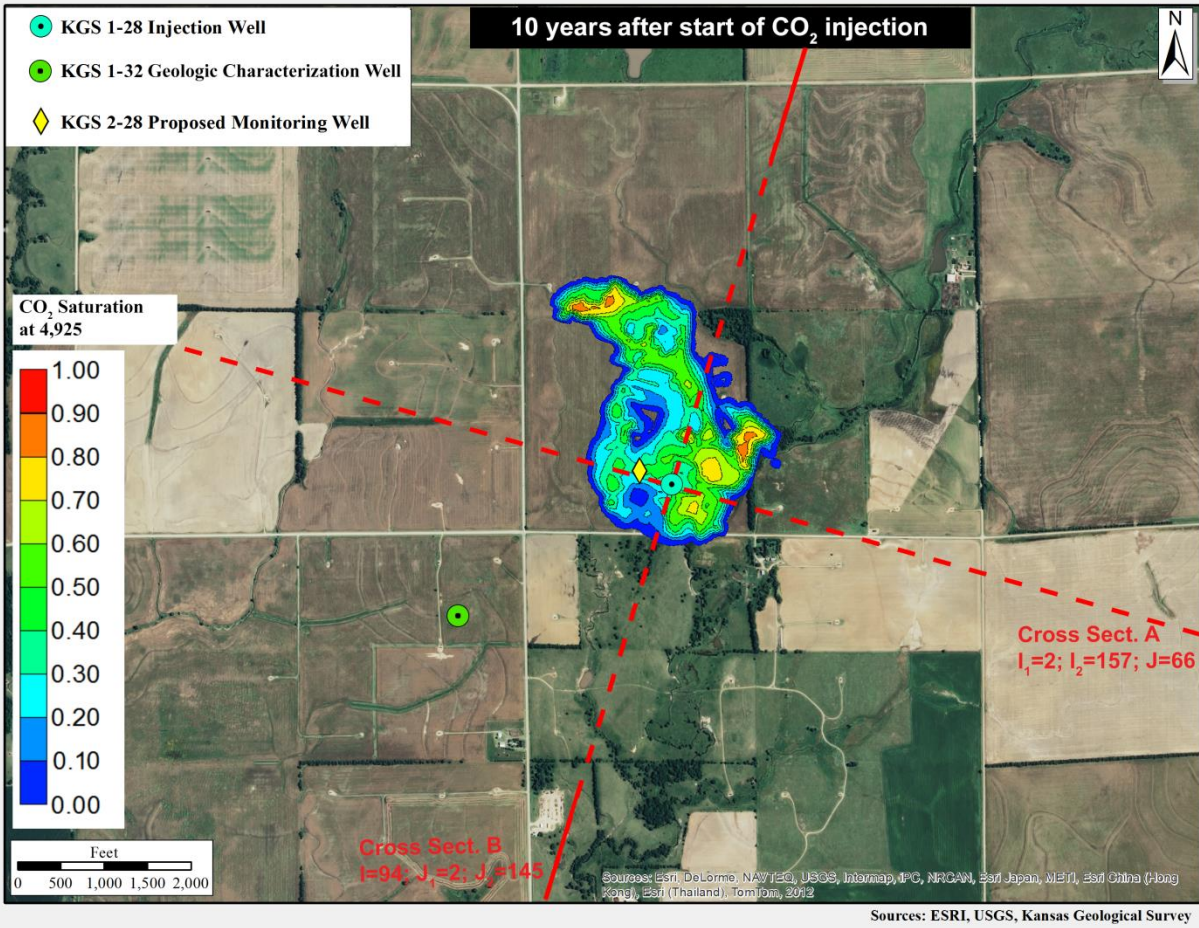 KGS 1-28 Injection Well
KGS 1-32 Geologic Characterization Well
KGS 2-28 Proposed Monitoring Well
10 years after start of CO₂ injection
N
CO₂ Saturation
at 4,925
1.00
0.90
0.80
0.70
0.60
0.50
0.40
0.30
0.20
0.10
0.00
Cross Sect. A
I₁=2; I₂=157; J=66
Cross Sect. B
I=94; J₁=2; J =145
Feet
0 500 1,000 1,500 2,000
Sources: Esri, DeLorme, NAVTEQ, USGS, Intermap, iPC, NRCAN, Esri Japan, METI, Esri China (Hong
Kong), Esri (Thailand), TomTom, 2012
Sources: ESRI, USGS, Kansas Geological Survey